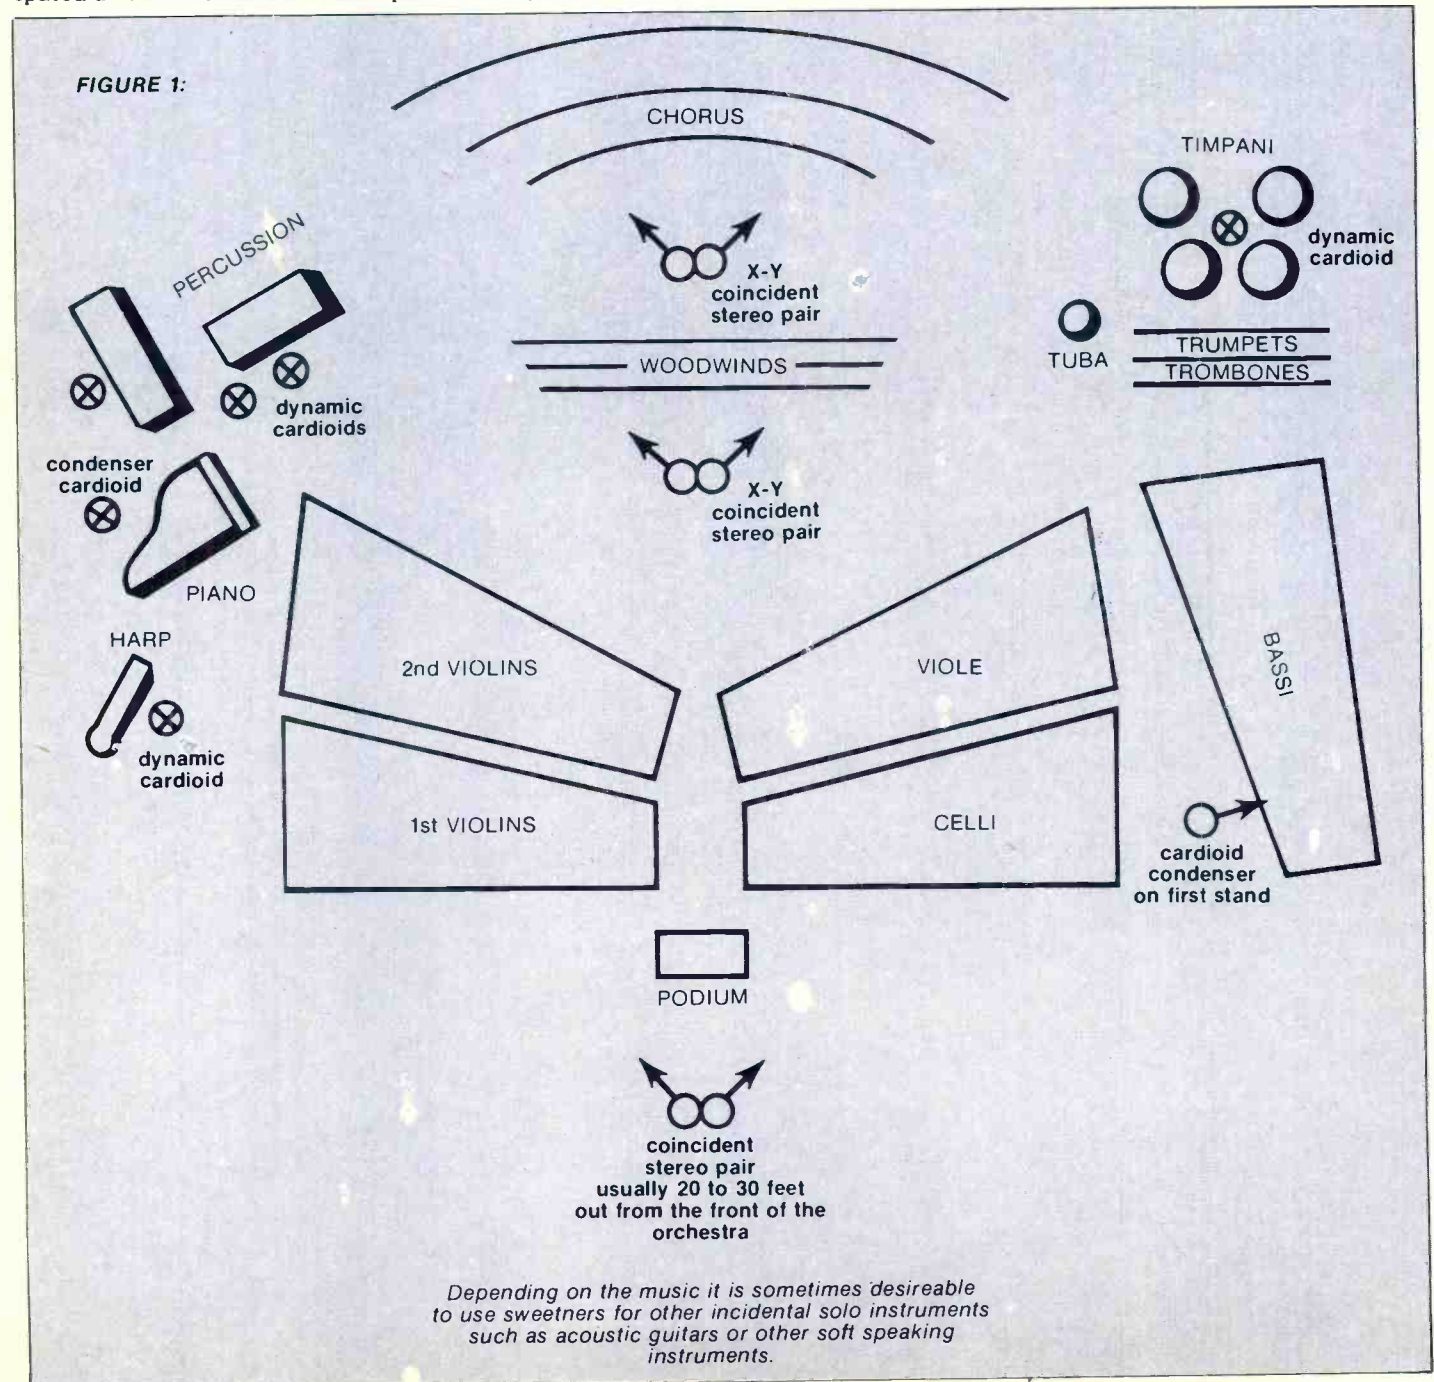 FIGURE 1:
CHORUS
TIMPANI
dynamic
cardioid
PERCUSSION
X-Y
coincident
stereo pair
TUBA
TRUMPETS
TROMBONES
WOODWINDS
dynamic
cardioids
condenser
cardioid
X-Y
coincident
stereo pair
PIANO
HARP
dynamic
cardioid
2nd VIOLINS
VIOLE
BASSI
1st VIOLINS
CELLI
cardioid
condenser
on first stand
PODIUM
coincident
stereo pair
usually 20 to 30 feet
out from the front of the
orchestra
Depending on the music it is sometimes desireable
to use sweetners for other incidental solo instruments
such as acoustic guitars or other soft speaking
instruments.